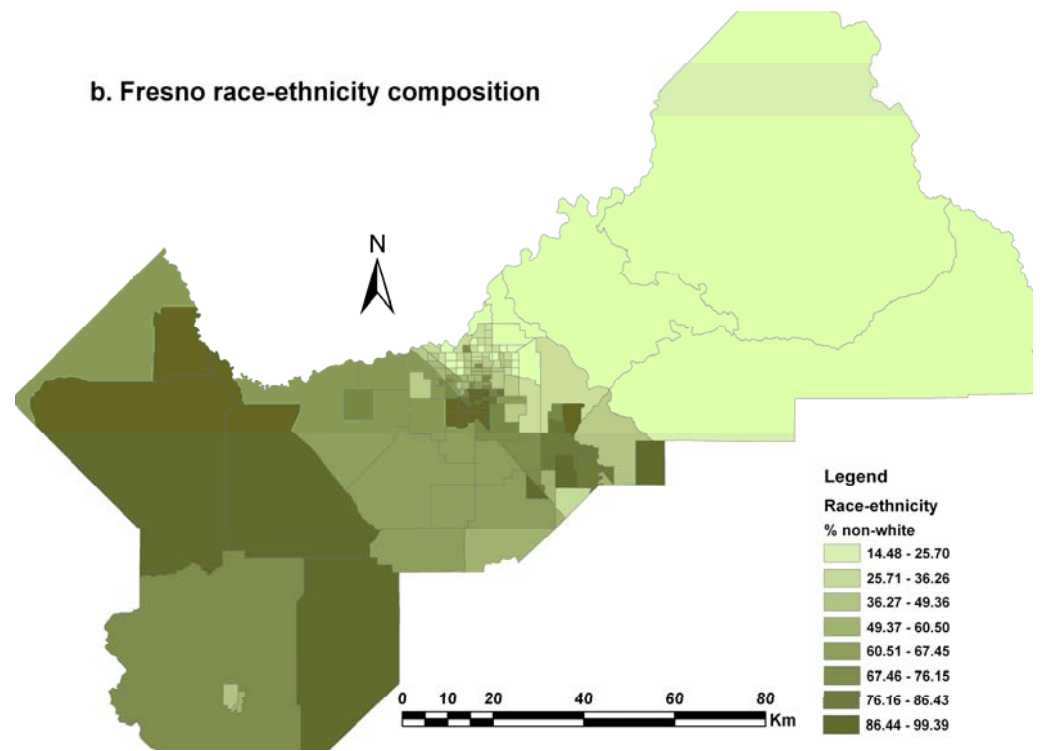 b. Fresno race-ethnicity composition
N
Legend
Race-ethnicity
% non-white
14.48 - 25.70
25.71 - 36.26
36.27 - 49.36
49.37 - 60.50
60.51 - 67.45
67.46 - 76.15
76.16 - 86.43
86.44 - 99.39
0 10 20 40 60 80
Km